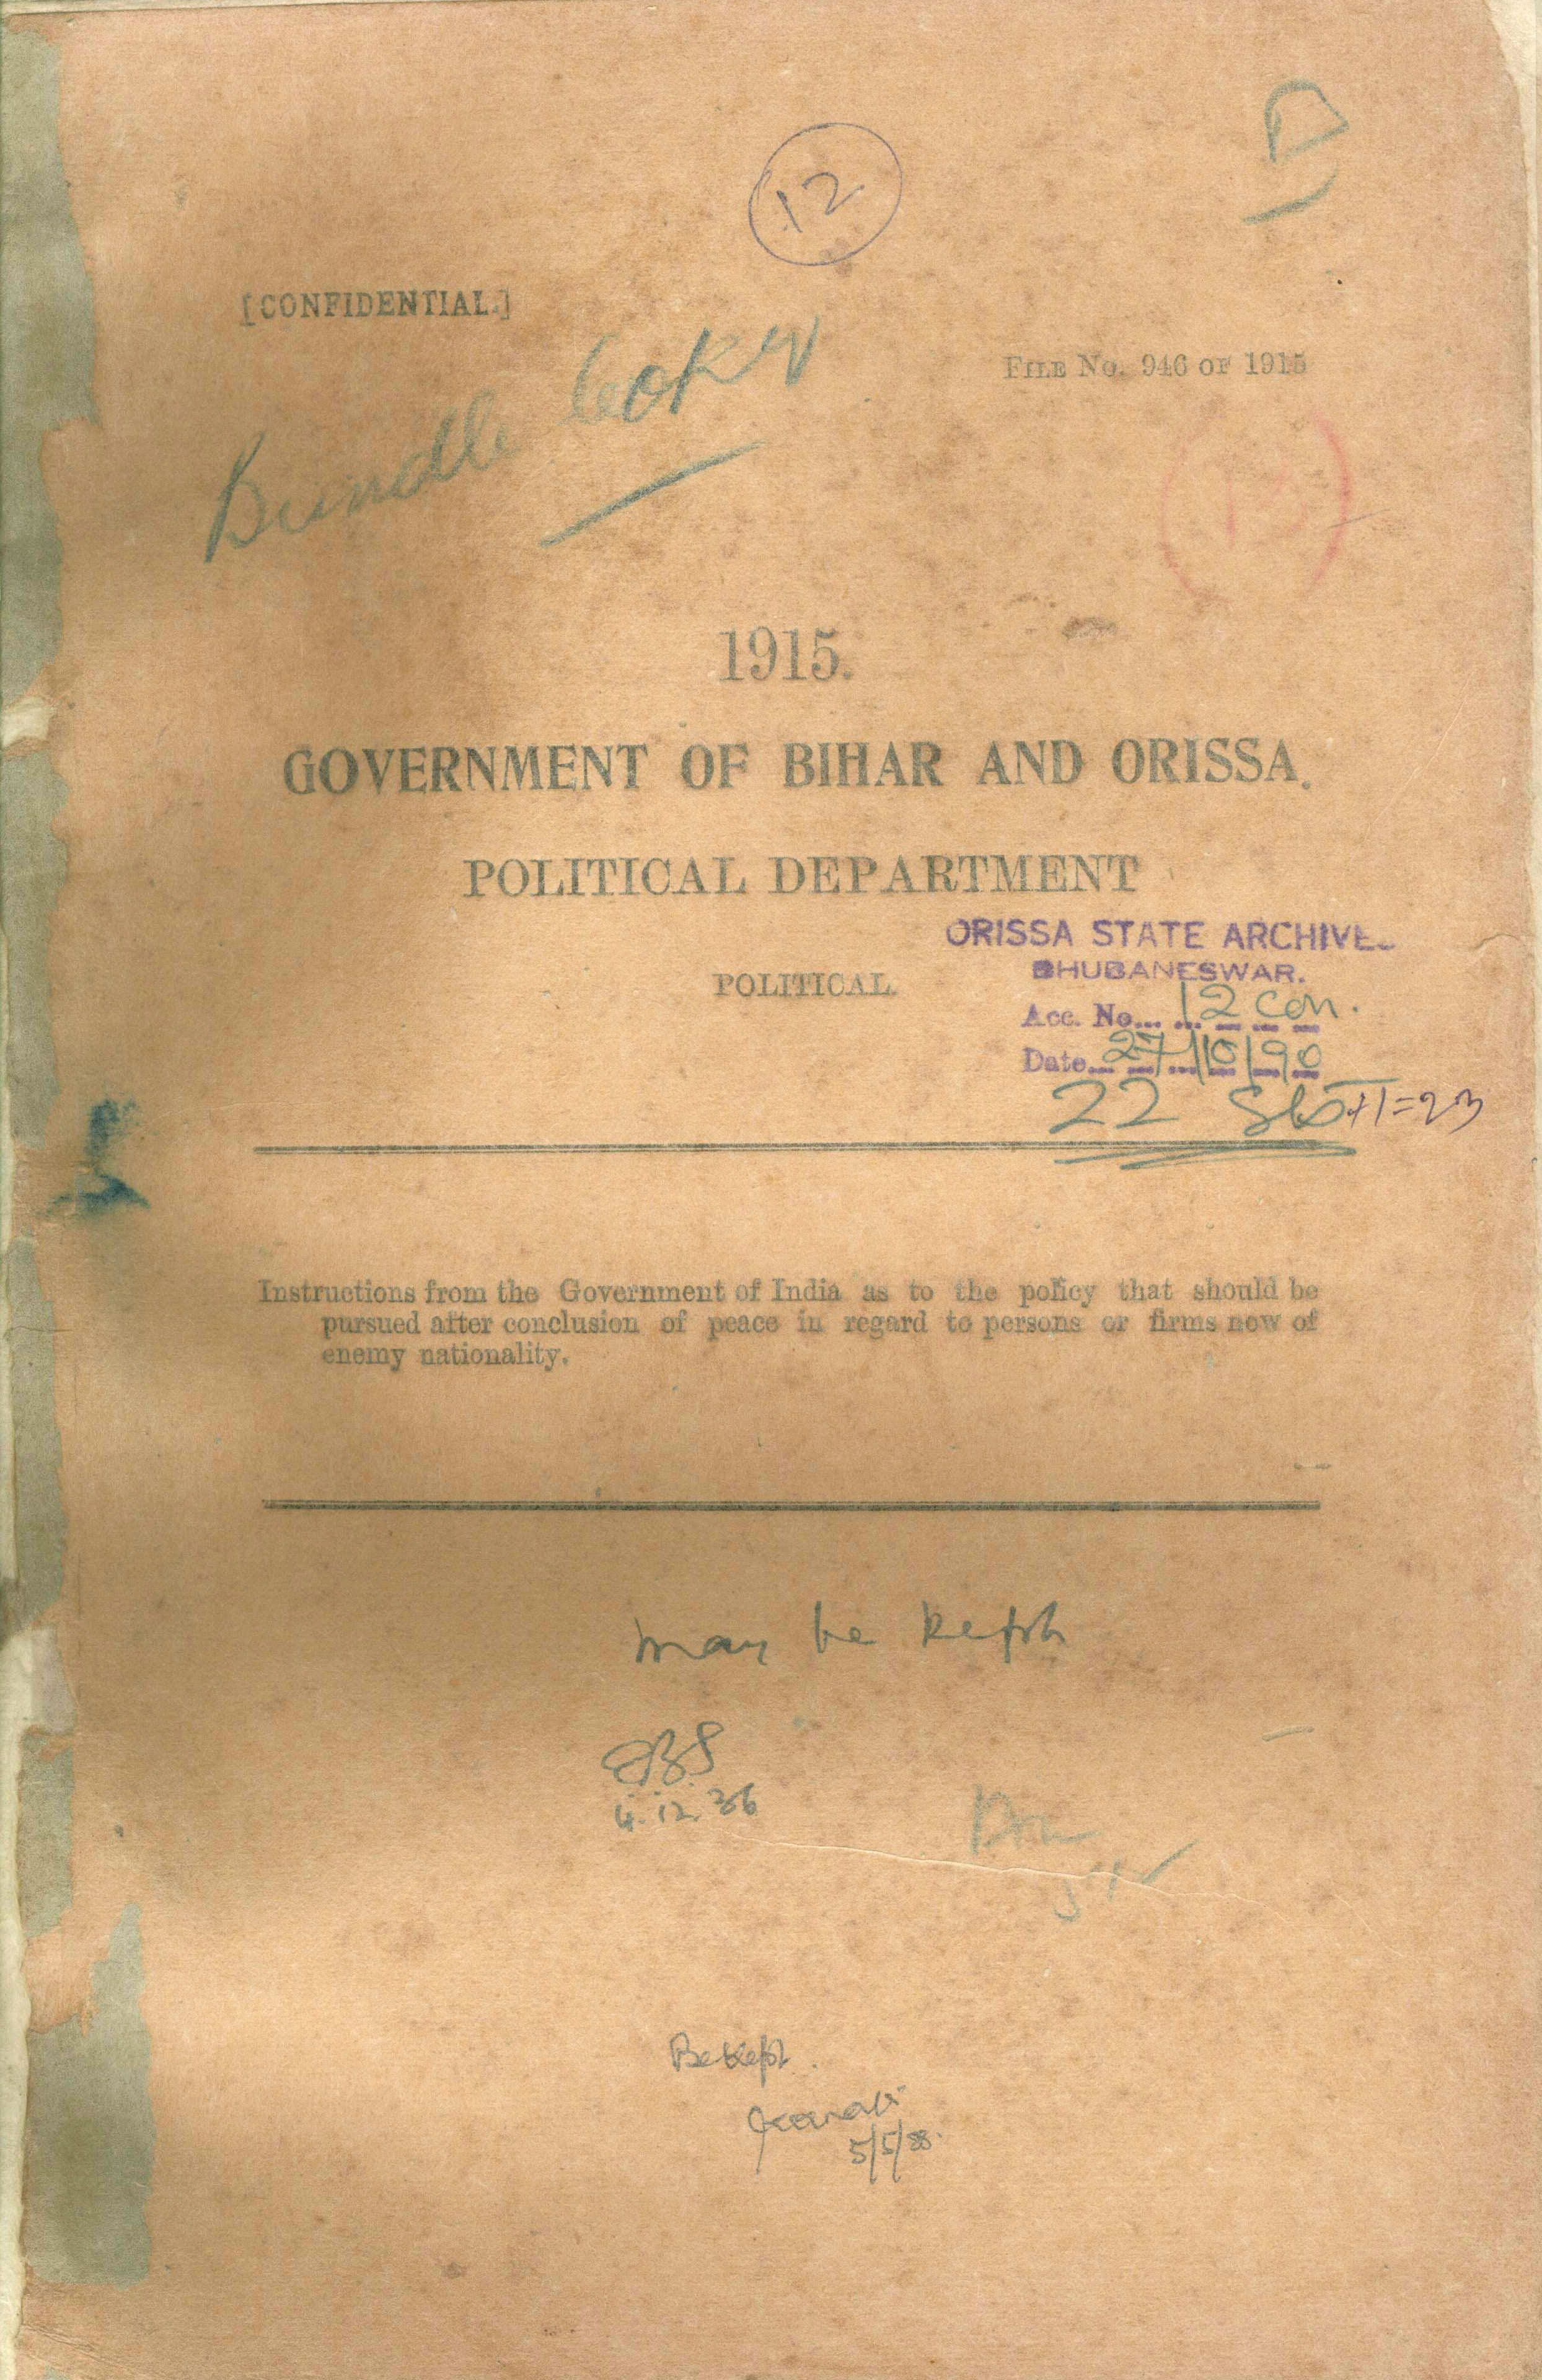 12
[CONFIDENTIAL.]
FILE No. 946 OF 1915
Bundle
1915.
GOVERNMENT OF BIHAR AND ORISSA.
POLITICAL DEPARTMENT
ORISSA STATE ARCHIVE
BHUBANESWAR.
POLITICAL.
Acc. No... 12 con.
Date... 27/10/90
22 +1=23
Instructions from the Government of India as to the policy that should be
pursued after conclusion of peace in regard to persons or firms now of
enemy nationality.
may be kept
4.12.36
Be kept.
5/5/88.